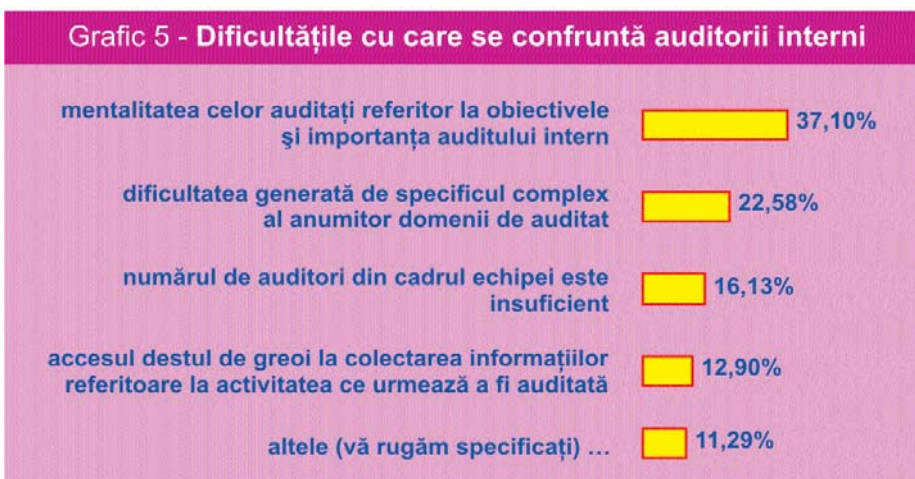 Grafic 5 - Dificultățile cu care se confruntă auditorii interni
mentalitatea celor auditați referitor la obiectivele
şi importanța auditului intern
37,10%
dificultatea generată de specificul complex
al anumitor domenii de auditat
22,58%
numărul de auditori din cadrul echipei este
insuficient
16,13%
accesul destul de greoi la colectarea informațiilor
referitoare la activitatea ce urmează a fi auditată
12,90%
altele (vă rugăm specificați) ...
11,29%